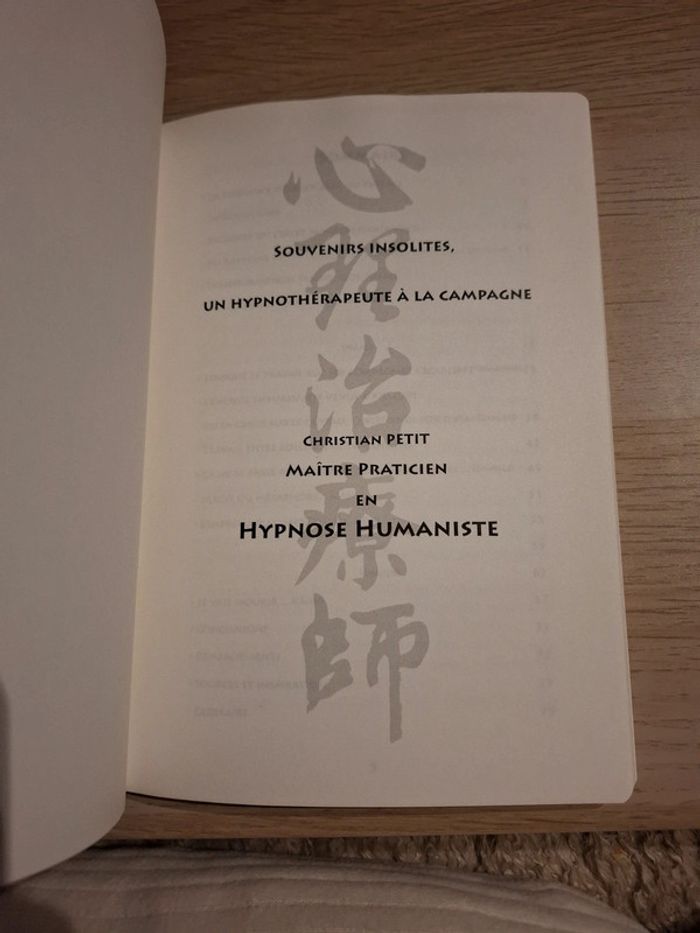 SOUVENIRS INSOLITES,
UN HYPNOTHÉRAPEUTE À LA CAMPAGNE
CHRISTIAN PETIT
MAÎTRE PRATICIEN
EN
HYPNOSE HUMANISTE
心理治療師